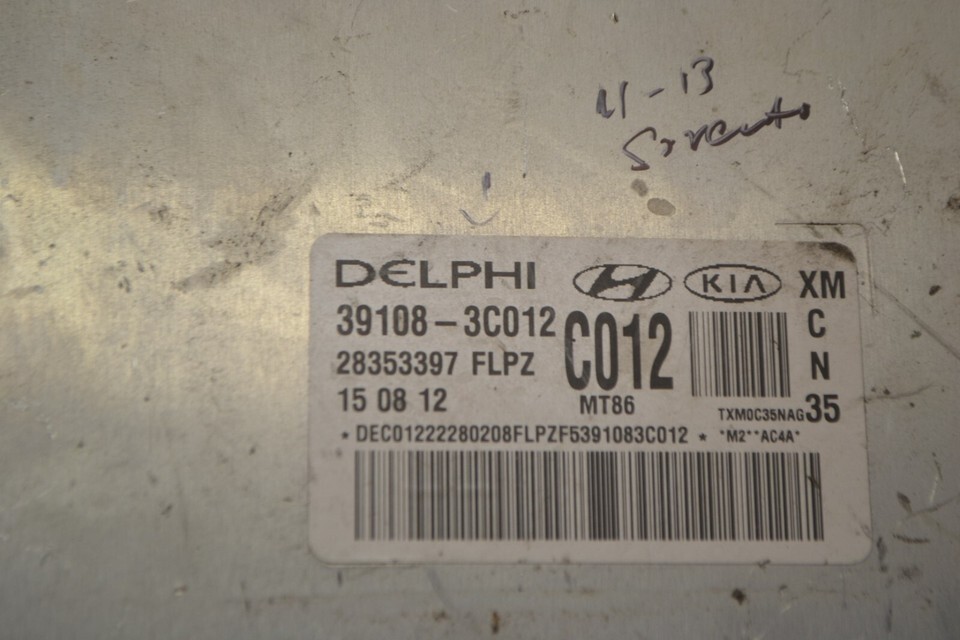 11-13
Sorento
DELPHI H KIA XM
39108-3C012 C012 C
28353397 FLPZ N
15 08 12 MT86 TXM0C35NAG 35
*DEC01222280208FLPZF5391083C012* *M2**AC4A*